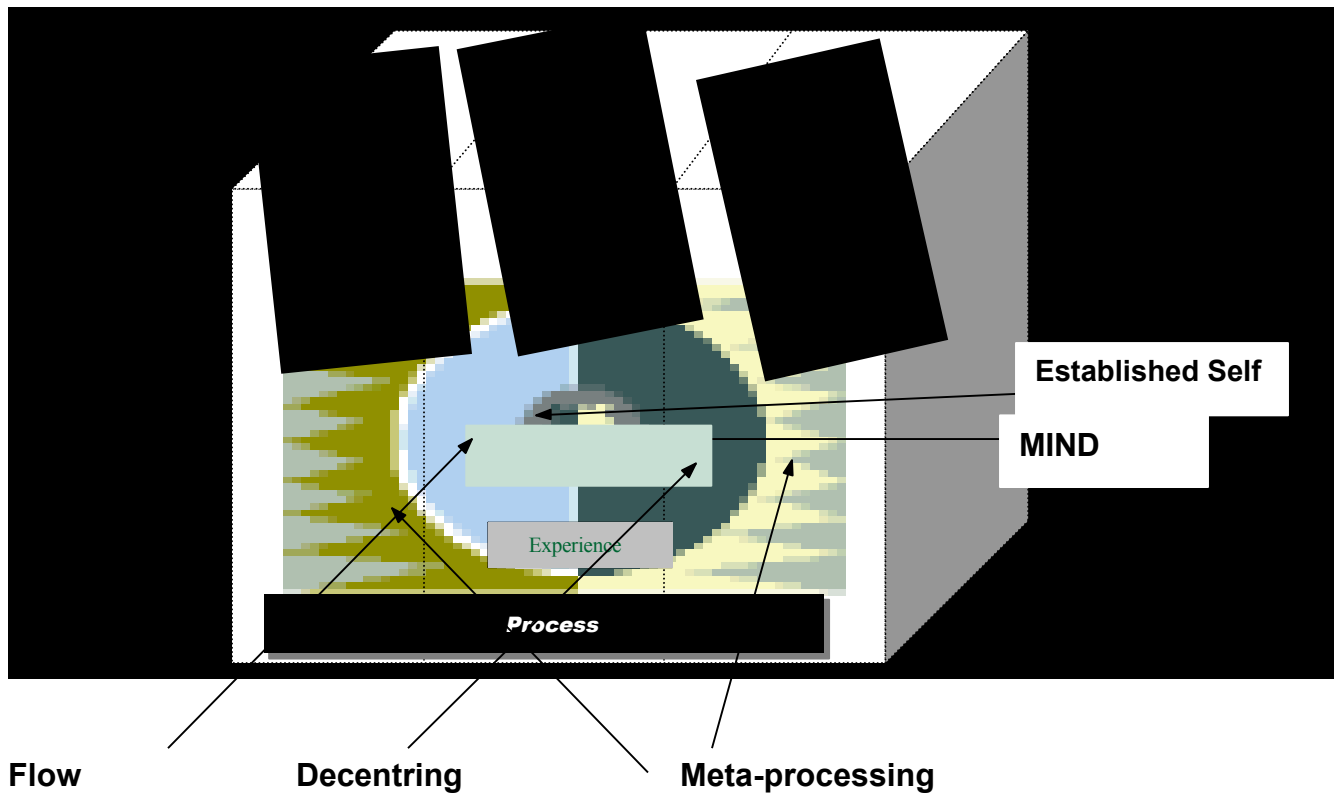 Established Self
MIND
Experience
Process
Flow
Decentring
Meta-processing